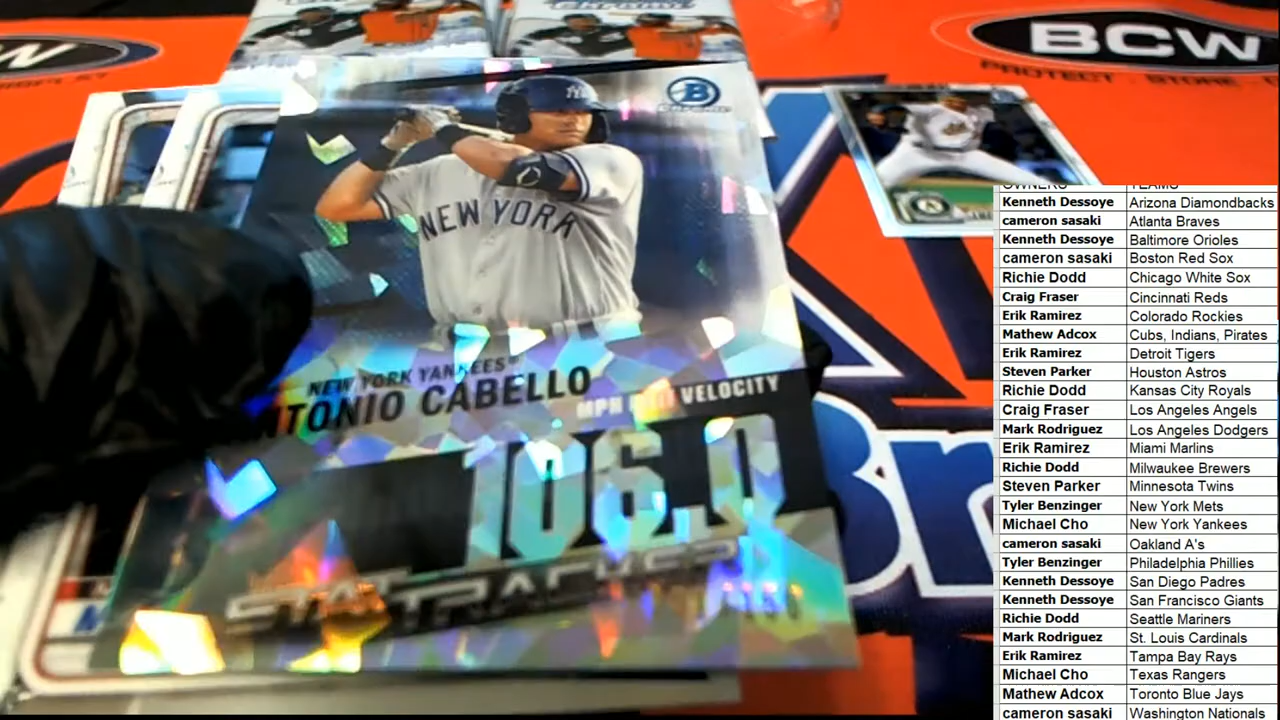 Chrome
BCW
PROTECT STORE
B
Chrome
NY
NEW YORK
A
NEW YORK YANKEES
ANTONIO CABELLO
MPH EXIT VELOCITY
106.0
STATTRACKER
OWNERS TEAMS
Kenneth Dessoye Arizona Diamondbacks
cameron sasaki Atlanta Braves
Kenneth Dessoye Baltimore Orioles
cameron sasaki Boston Red Sox
Richie Dodd Chicago White Sox
Craig Fraser Cincinnati Reds
Erik Ramirez Colorado Rockies
Mathew Adcox Cubs, Indians, Pirates
Erik Ramirez Detroit Tigers
Steven Parker Houston Astros
Richie Dodd Kansas City Royals
Craig Fraser Los Angeles Angels
Mark Rodriguez Los Angeles Dodgers
Erik Ramirez Miami Marlins
Richie Dodd Milwaukee Brewers
Steven Parker Minnesota Twins
Tyler Benzinger New York Mets
Michael Cho New York Yankees
cameron sasaki Oakland A's
Tyler Benzinger Philadelphia Phillies
Kenneth Dessoye San Diego Padres
Kenneth Dessoye San Francisco Giants
Richie Dodd Seattle Mariners
Mark Rodriguez St. Louis Cardinals
Erik Ramirez Tampa Bay Rays
Michael Cho Texas Rangers
Mathew Adcox Toronto Blue Jays
cameron sasaki Washington Nationals